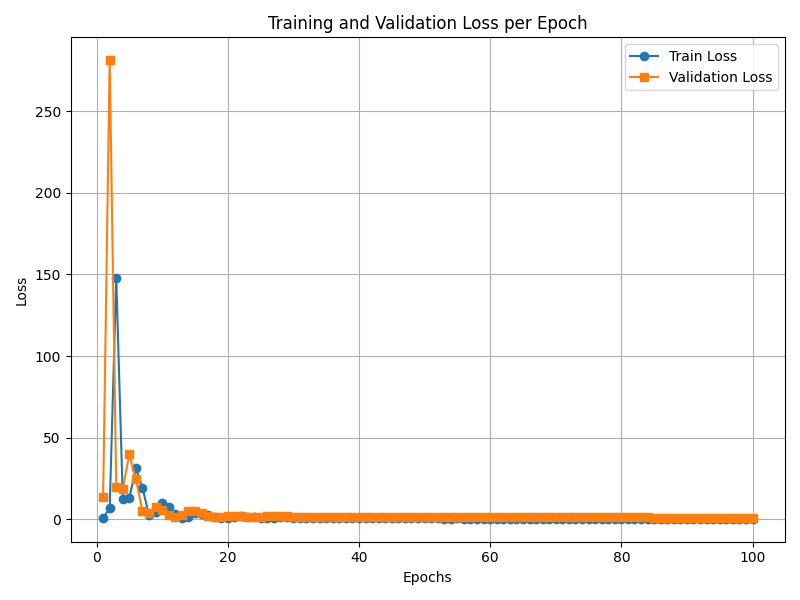 Training and Validation Loss per Epoch
Train Loss
Validation Loss
250
200
150
100
50
0
Loss
0 20 40 60 80 100
Epochs